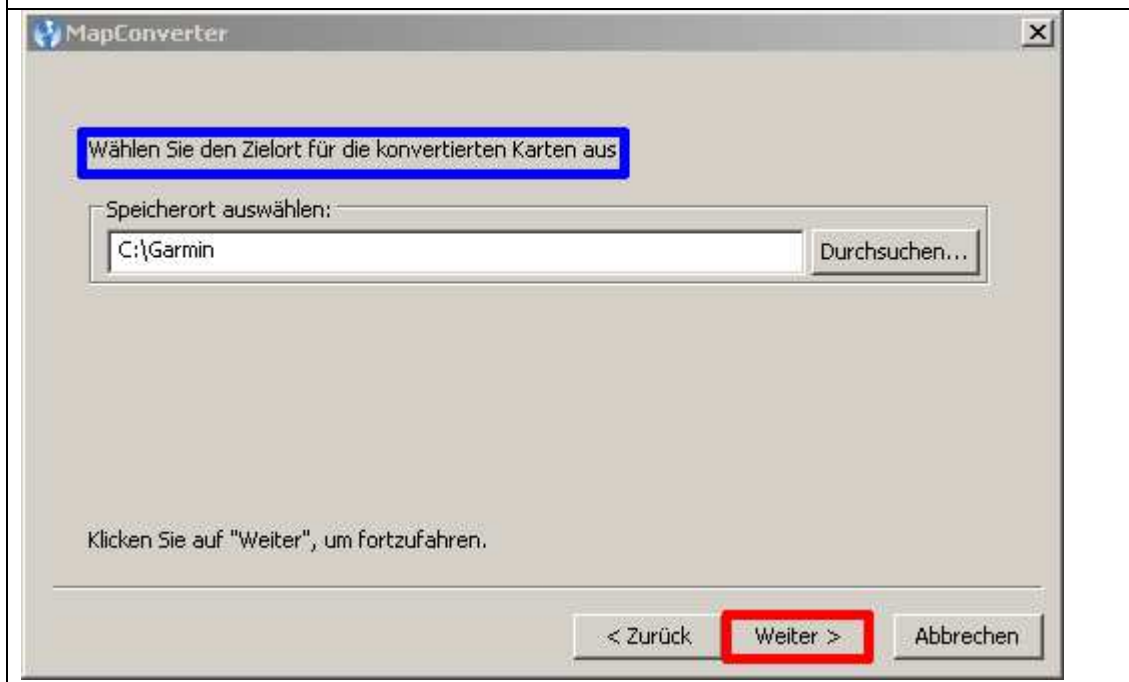 MapConverter
Wählen Sie den Zielort für die konvertierten Karten aus
Speicherort auswählen:
C:\Garmin
Durchsuchen...
Klicken Sie auf "Weiter", um fortzufahren.
< Zurück
Weiter >
Abbrechen